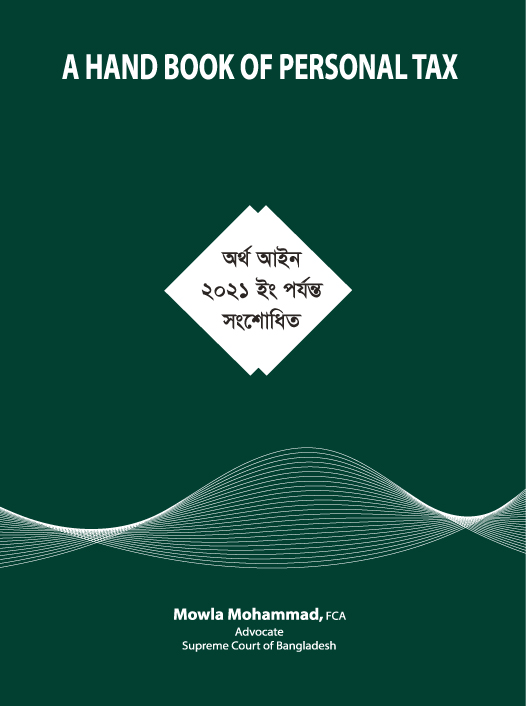 A HAND BOOK OF PERSONAL TAX
অর্থ আইন
২০২১ ইং পর্যন্ত
সংশোধিত
Mowla Mohammad, FCA
Advocate
Supreme Court of Bangladesh